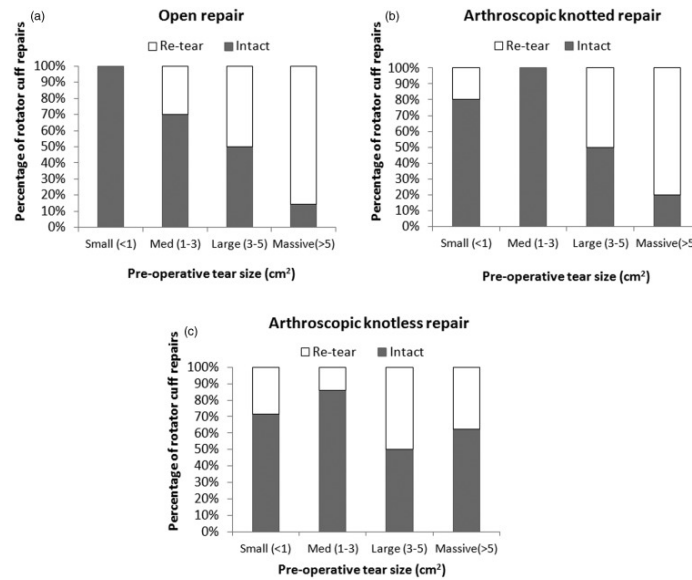 (a)
Open repair
Re-tear Intact
Percentage of rotator cuff repairs
100%
90%
80%
70%
60%
50%
40%
30%
20%
10%
0%
Small (<1) Med (1-3) Large (3-5) Massive(>5)
Pre-operative tear size (cm²)
(b)
Arthroscopic knotted repair
Re-tear Intact
Percentage of rotator cuff repairs
100%
90%
80%
70%
60%
50%
40%
30%
20%
10%
0%
Small (<1) Med (1-3) Large (3-5) Massive(>5)
Pre-operative tear size (cm²)
(c)
Arthroscopic knotless repair
Re-tear Intact
Percentage of rotator cuff repairs
100%
90%
80%
70%
60%
50%
40%
30%
20%
10%
0%
Small (<1) Med (1-3) Large (3-5) Massive(>5)
Pre-operative tear size (cm²)